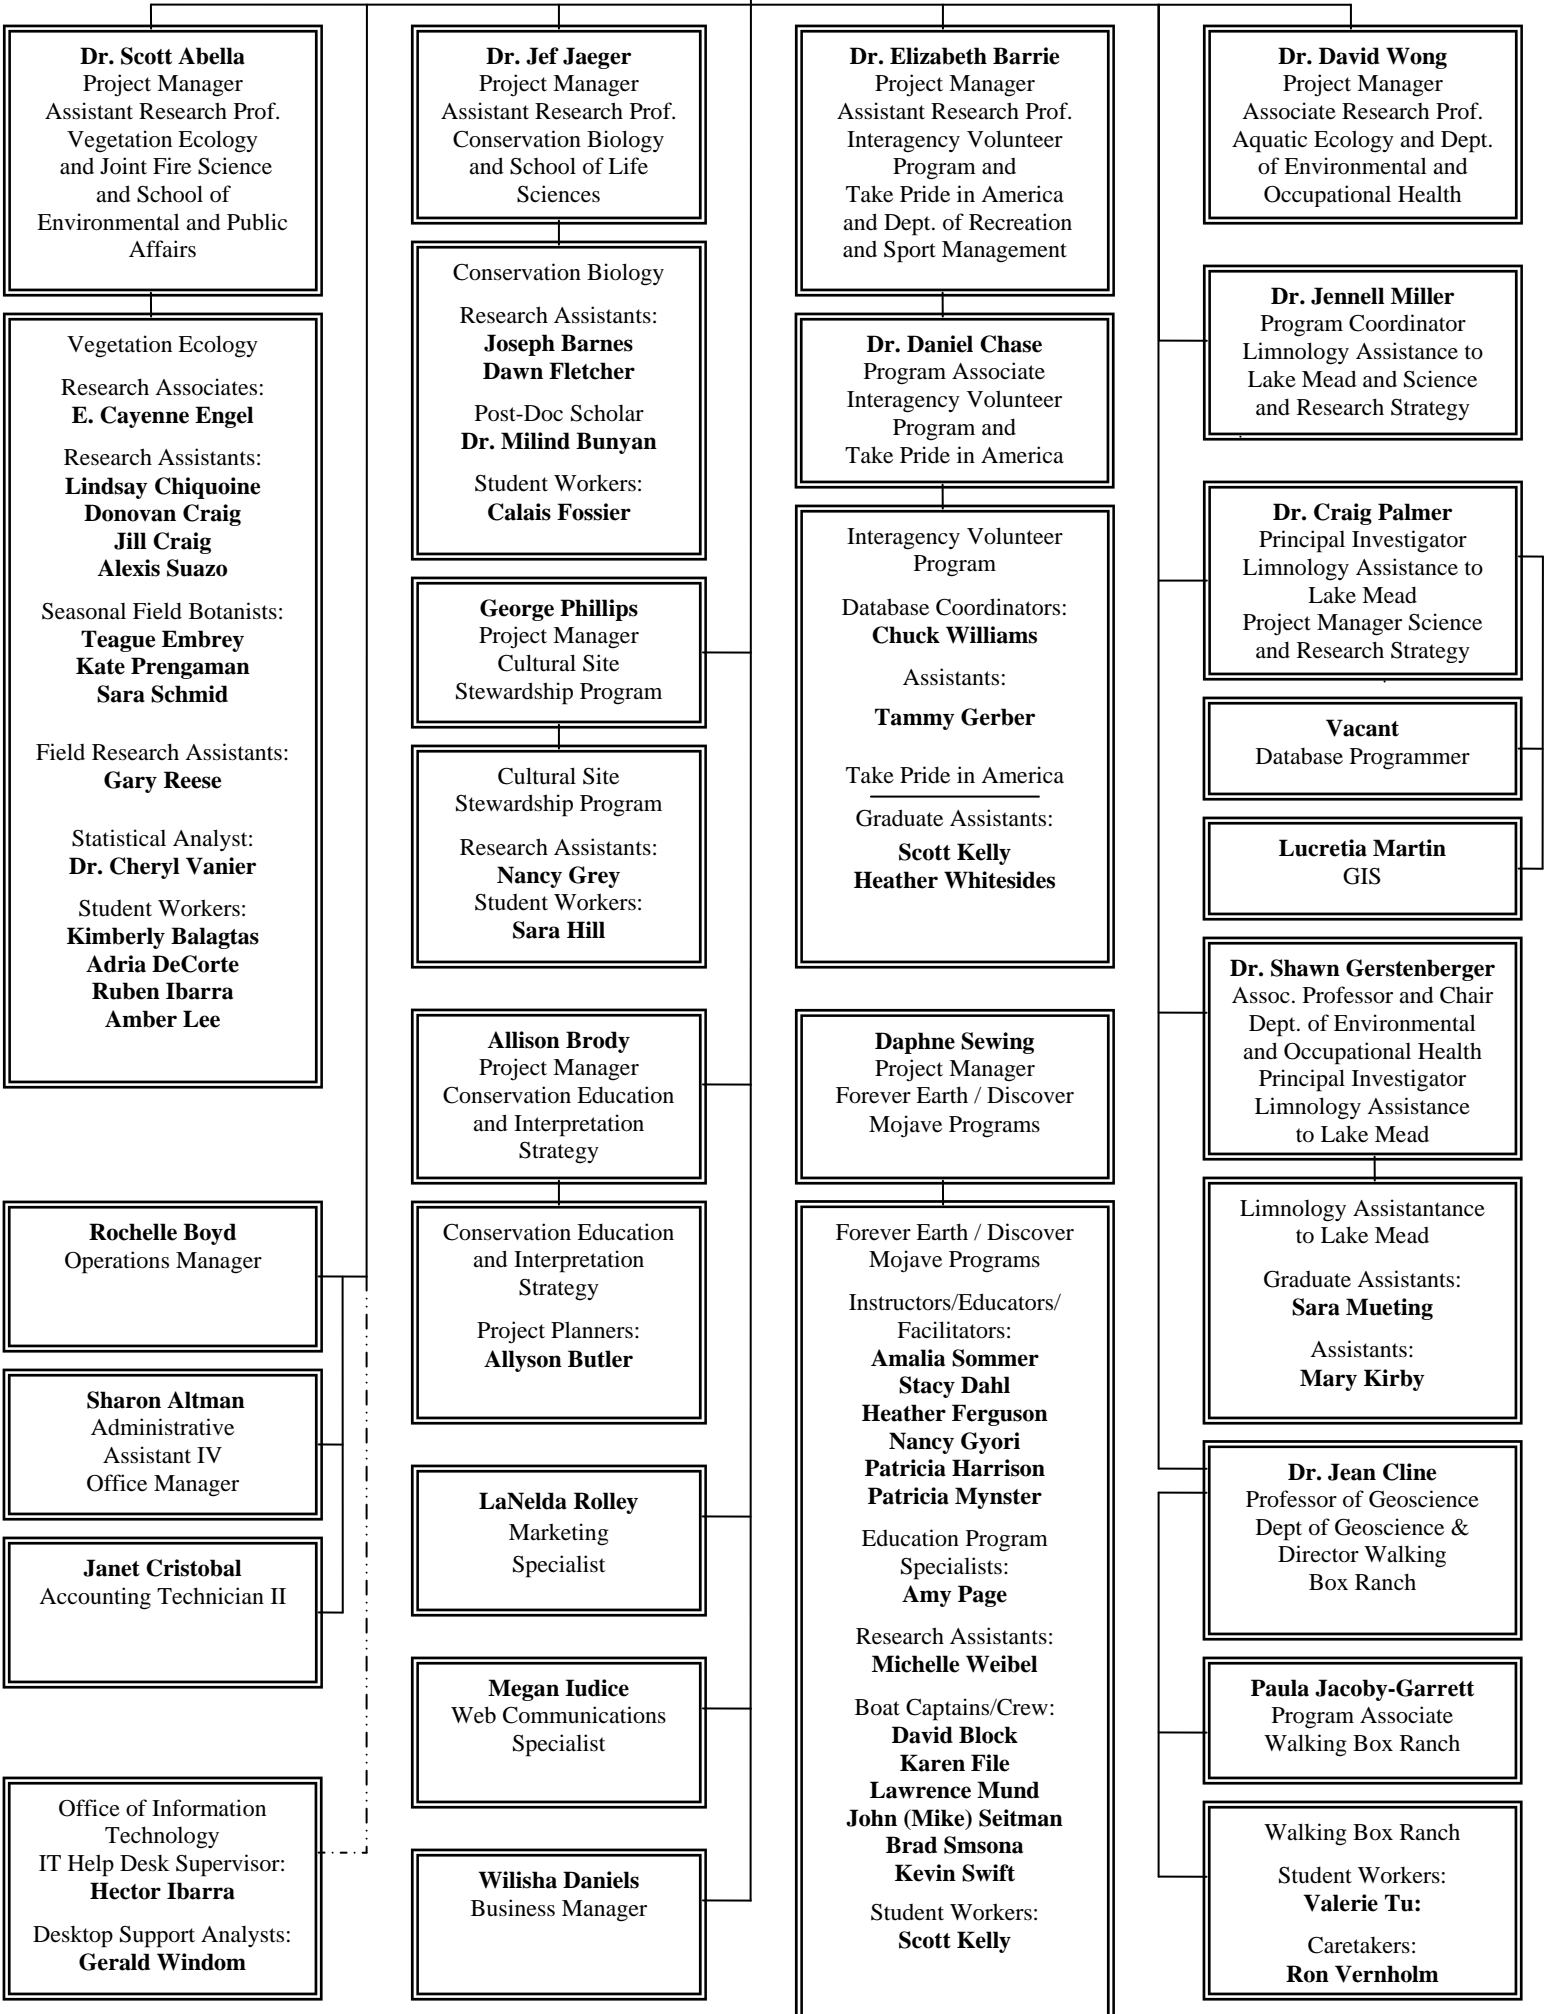 Dr. Scott Abella
Project Manager
Assistant Research Prof.
Vegetation Ecology
and Joint Fire Science
and School of
Environmental and Public
Affairs
Vegetation Ecology
Research Associates:
E. Cayenne Engel
Research Assistants:
Lindsay Chiquoine
Donovan Craig
Jill Craig
Alexis Suazo
Seasonal Field Botanists:
Teague Embrey
Kate Prengaman
Sara Schmid
Field Research Assistants:
Gary Reese
Statistical Analyst:
Dr. Cheryl Vanier
Student Workers:
Kimberly Balagtas
Adria DeCorte
Ruben Ibarra
Amber Lee
Rochelle Boyd
Operations Manager
Sharon Altman
Administrative
Assistant IV
Office Manager
Janet Cristobal
Accounting Technician II
Office of Information
Technology
IT Help Desk Supervisor:
Hector Ibarra
Desktop Support Analysts:
Gerald Windom
Dr. Jef Jaeger
Project Manager
Assistant Research Prof.
Conservation Biology
and School of Life
Sciences
Conservation Biology
Research Assistants:
Joseph Barnes
Dawn Fletcher
Post-Doc Scholar
Dr. Milind Bunyan
Student Workers:
Calais Fossier
George Phillips
Project Manager
Cultural Site
Stewardship Program
Cultural Site
Stewardship Program
Research Assistants:
Nancy Grey
Student Workers:
Sara Hill
Allison Brody
Project Manager
Conservation Education
and Interpretation
Strategy
Conservation Education
and Interpretation
Strategy
Project Planners:
Allyson Butler
LaNelda Rolley
Marketing
Specialist
Megan Iudice
Web Communications
Specialist
Wilisha Daniels
Business Manager
Dr. Elizabeth Barrie
Project Manager
Assistant Research Prof.
Interagency Volunteer
Program and
Take Pride in America
and Dept. of Recreation
and Sport Management
Dr. Daniel Chase
Program Associate
Interagency Volunteer
Program and
Take Pride in America
Interagency Volunteer
Program
Database Coordinators:
Chuck Williams
Assistants:
Tammy Gerber
Take Pride in America
Graduate Assistants:
Scott Kelly
Heather Whitesides
Daphne Sewing
Project Manager
Forever Earth / Discover
Mojave Programs
Forever Earth / Discover
Mojave Programs
Instructors/Educators/
Facilitators:
Amalia Sommer
Stacy Dahl
Heather Ferguson
Nancy Gyori
Patricia Harrison
Patricia Mynster
Education Program
Specialists:
Amy Page
Research Assistants:
Michelle Weibel
Boat Captains/Crew:
David Block
Karen File
Lawrence Mund
John (Mike) Seitman
Brad Smsona
Kevin Swift
Student Workers:
Scott Kelly
Dr. David Wong
Project Manager
Associate Research Prof.
Aquatic Ecology and Dept.
of Environmental and
Occupational Health
Dr. Jennell Miller
Program Coordinator
Limnology Assistance to
Lake Mead and Science
and Research Strategy
Dr. Craig Palmer
Principal Investigator
Limnology Assistance to
Lake Mead
Project Manager Science
and Research Strategy
Vacant
Database Programmer
Lucretia Martin
GIS
Dr. Shawn Gerstenberger
Assoc. Professor and Chair
Dept. of Environmental
and Occupational Health
Principal Investigator
Limnology Assistance
to Lake Mead
Limnology Assistantance
to Lake Mead
Graduate Assistants:
Sara Mueting
Assistants:
Mary Kirby
Dr. Jean Cline
Professor of Geoscience
Dept of Geoscience &
Director Walking
Box Ranch
Paula Jacoby-Garrett
Program Associate
Walking Box Ranch
Walking Box Ranch
Student Workers:
Valerie Tu:
Caretakers:
Ron Vernholm